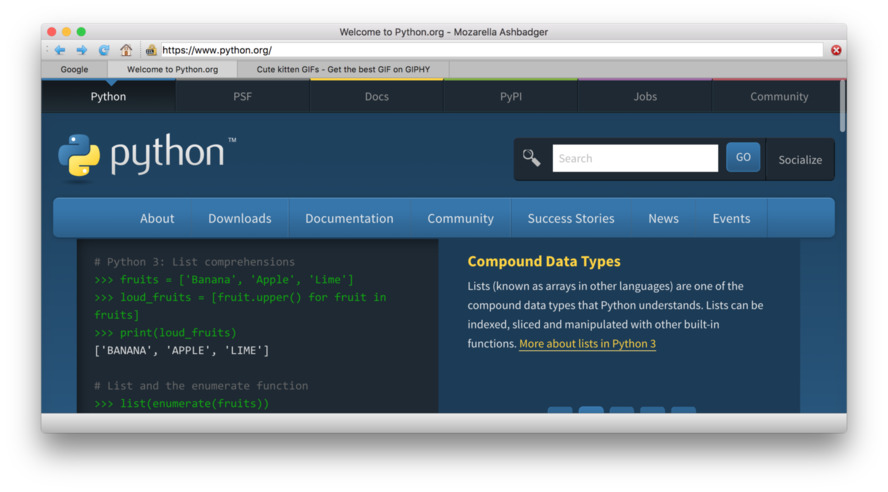 Welcome to Python.org - Mozarella Ashbadger
https://www.python.org/
Google
Welcome to Python.org
Cute kitten GIFs - Get the best GIF on GIPHY
Python
PSF
Docs
PyPI
Jobs
Community
python™
Search
GO
Socialize
About
Downloads
Documentation
Community
Success Stories
News
Events
# Python 3: List comprehensions
>>> fruits = ['Banana', 'Apple', 'Lime']
>>> loud_fruits = [fruit.upper() for fruit in
fruits]
>>> print(loud_fruits)
['BANANA', 'APPLE', 'LIME']
# List and the enumerate function
>>> list(enumerate(fruits))
Compound Data Types
Lists (known as arrays in other languages) are one of the
compound data types that Python understands. Lists can be
indexed, sliced and manipulated with other built-in
functions. More about lists in Python 3